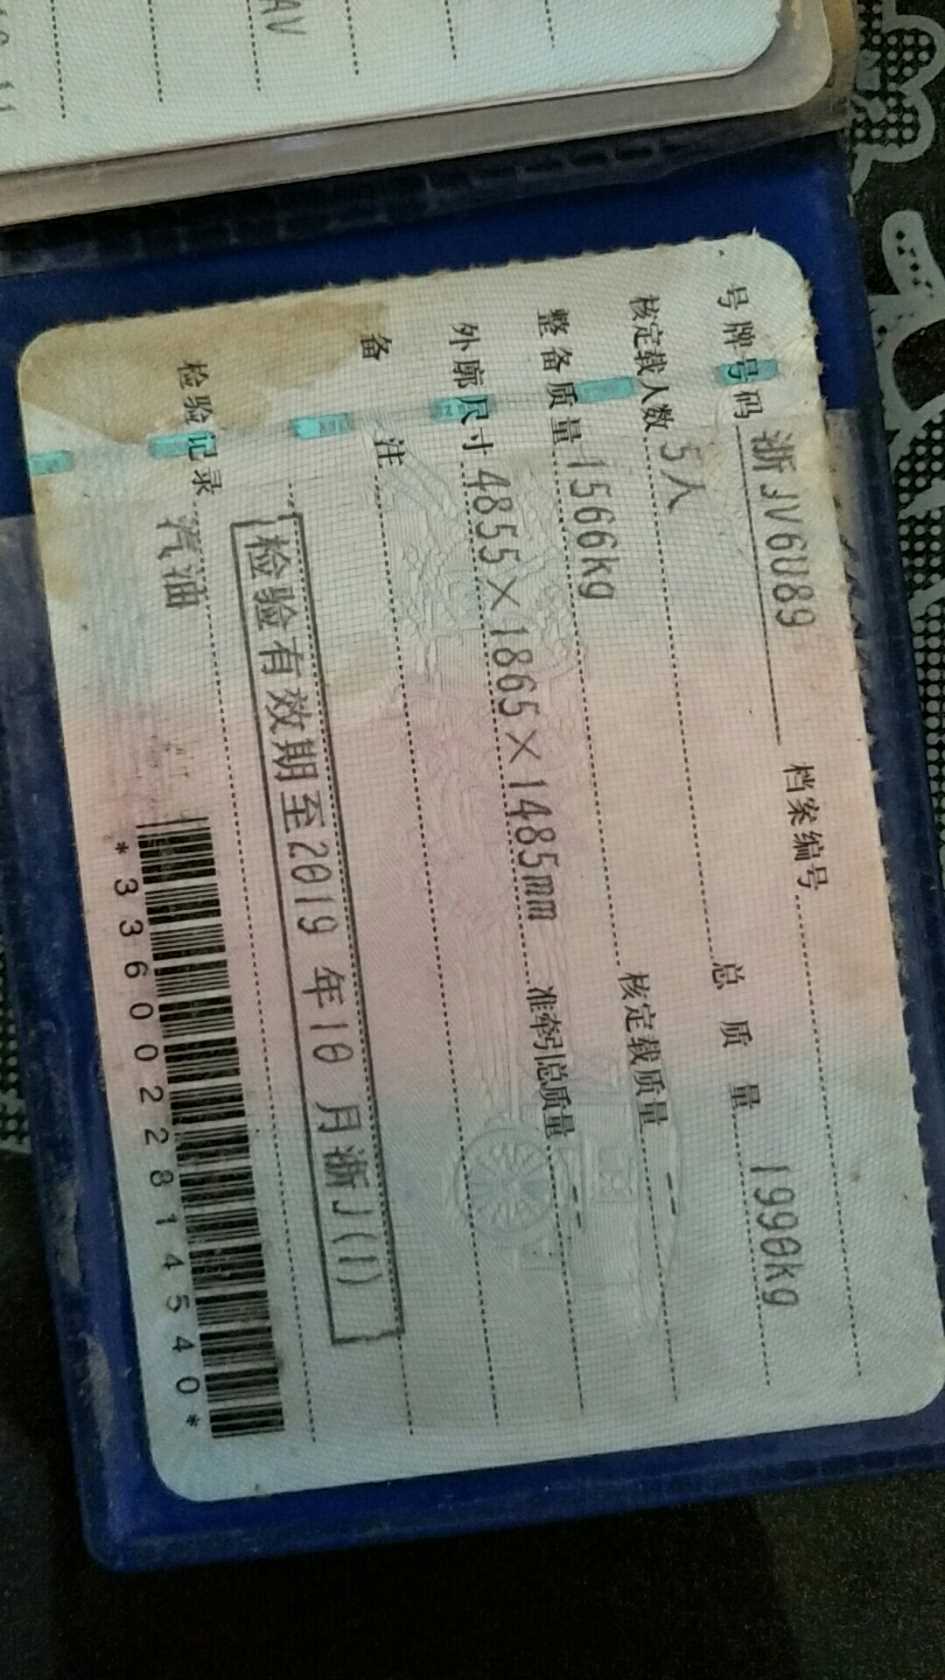 AV
号牌号码 浙JV6U89 档案编号
核定载人数 5人 总质量 1990kg
整备质量 1566kg 核定载质量 --
外廓尺寸 4855×1865×1485mm 准牵引总质量 --
备注
检验有效期至2019年10月浙J(1)
检验记录 汽油
*3360022814540*